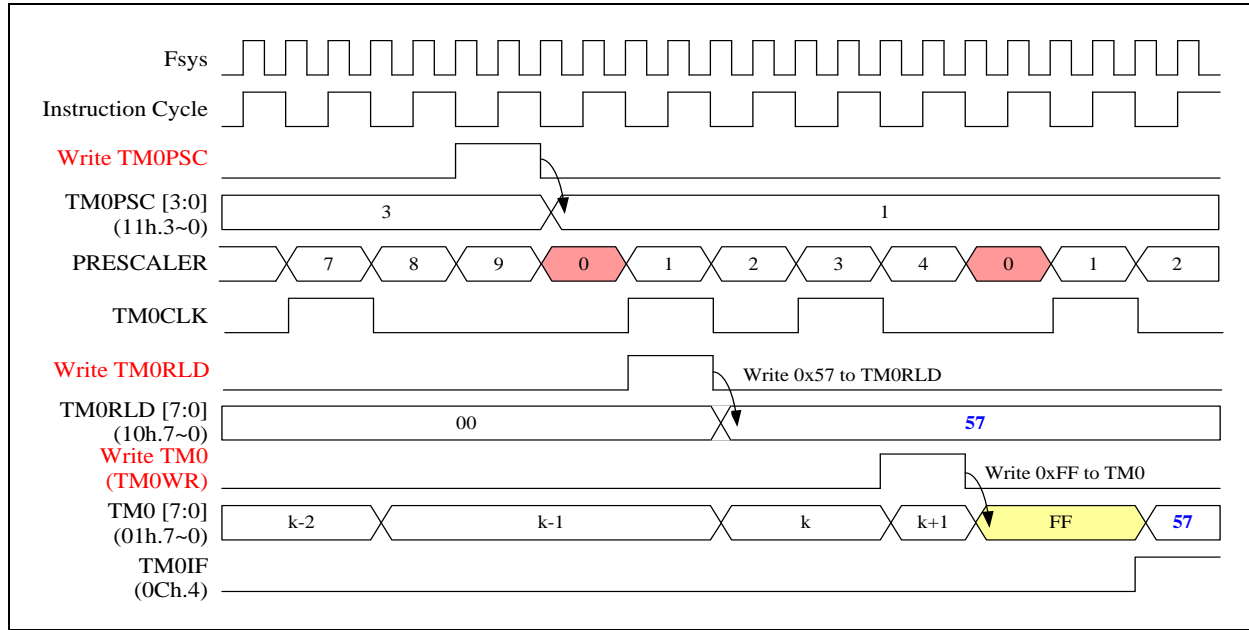 Fsys
Instruction Cycle
Write TM0PSC
TM0PSC [3:0]
(11h.3~0)
3 1
PRESCALER 7 8 9 0 1 2 3 4 0 1 2
TM0CLK
Write TM0RLD
Write 0x57 to TM0RLD
TM0RLD [7:0]
(10h.7~0)
00 57
Write TM0
(TM0WR)
Write 0xFF to TM0
TM0 [7:0]
(01h.7~0)
k-2 k-1 k k+1 FF 57
TM0IF
(0Ch.4)